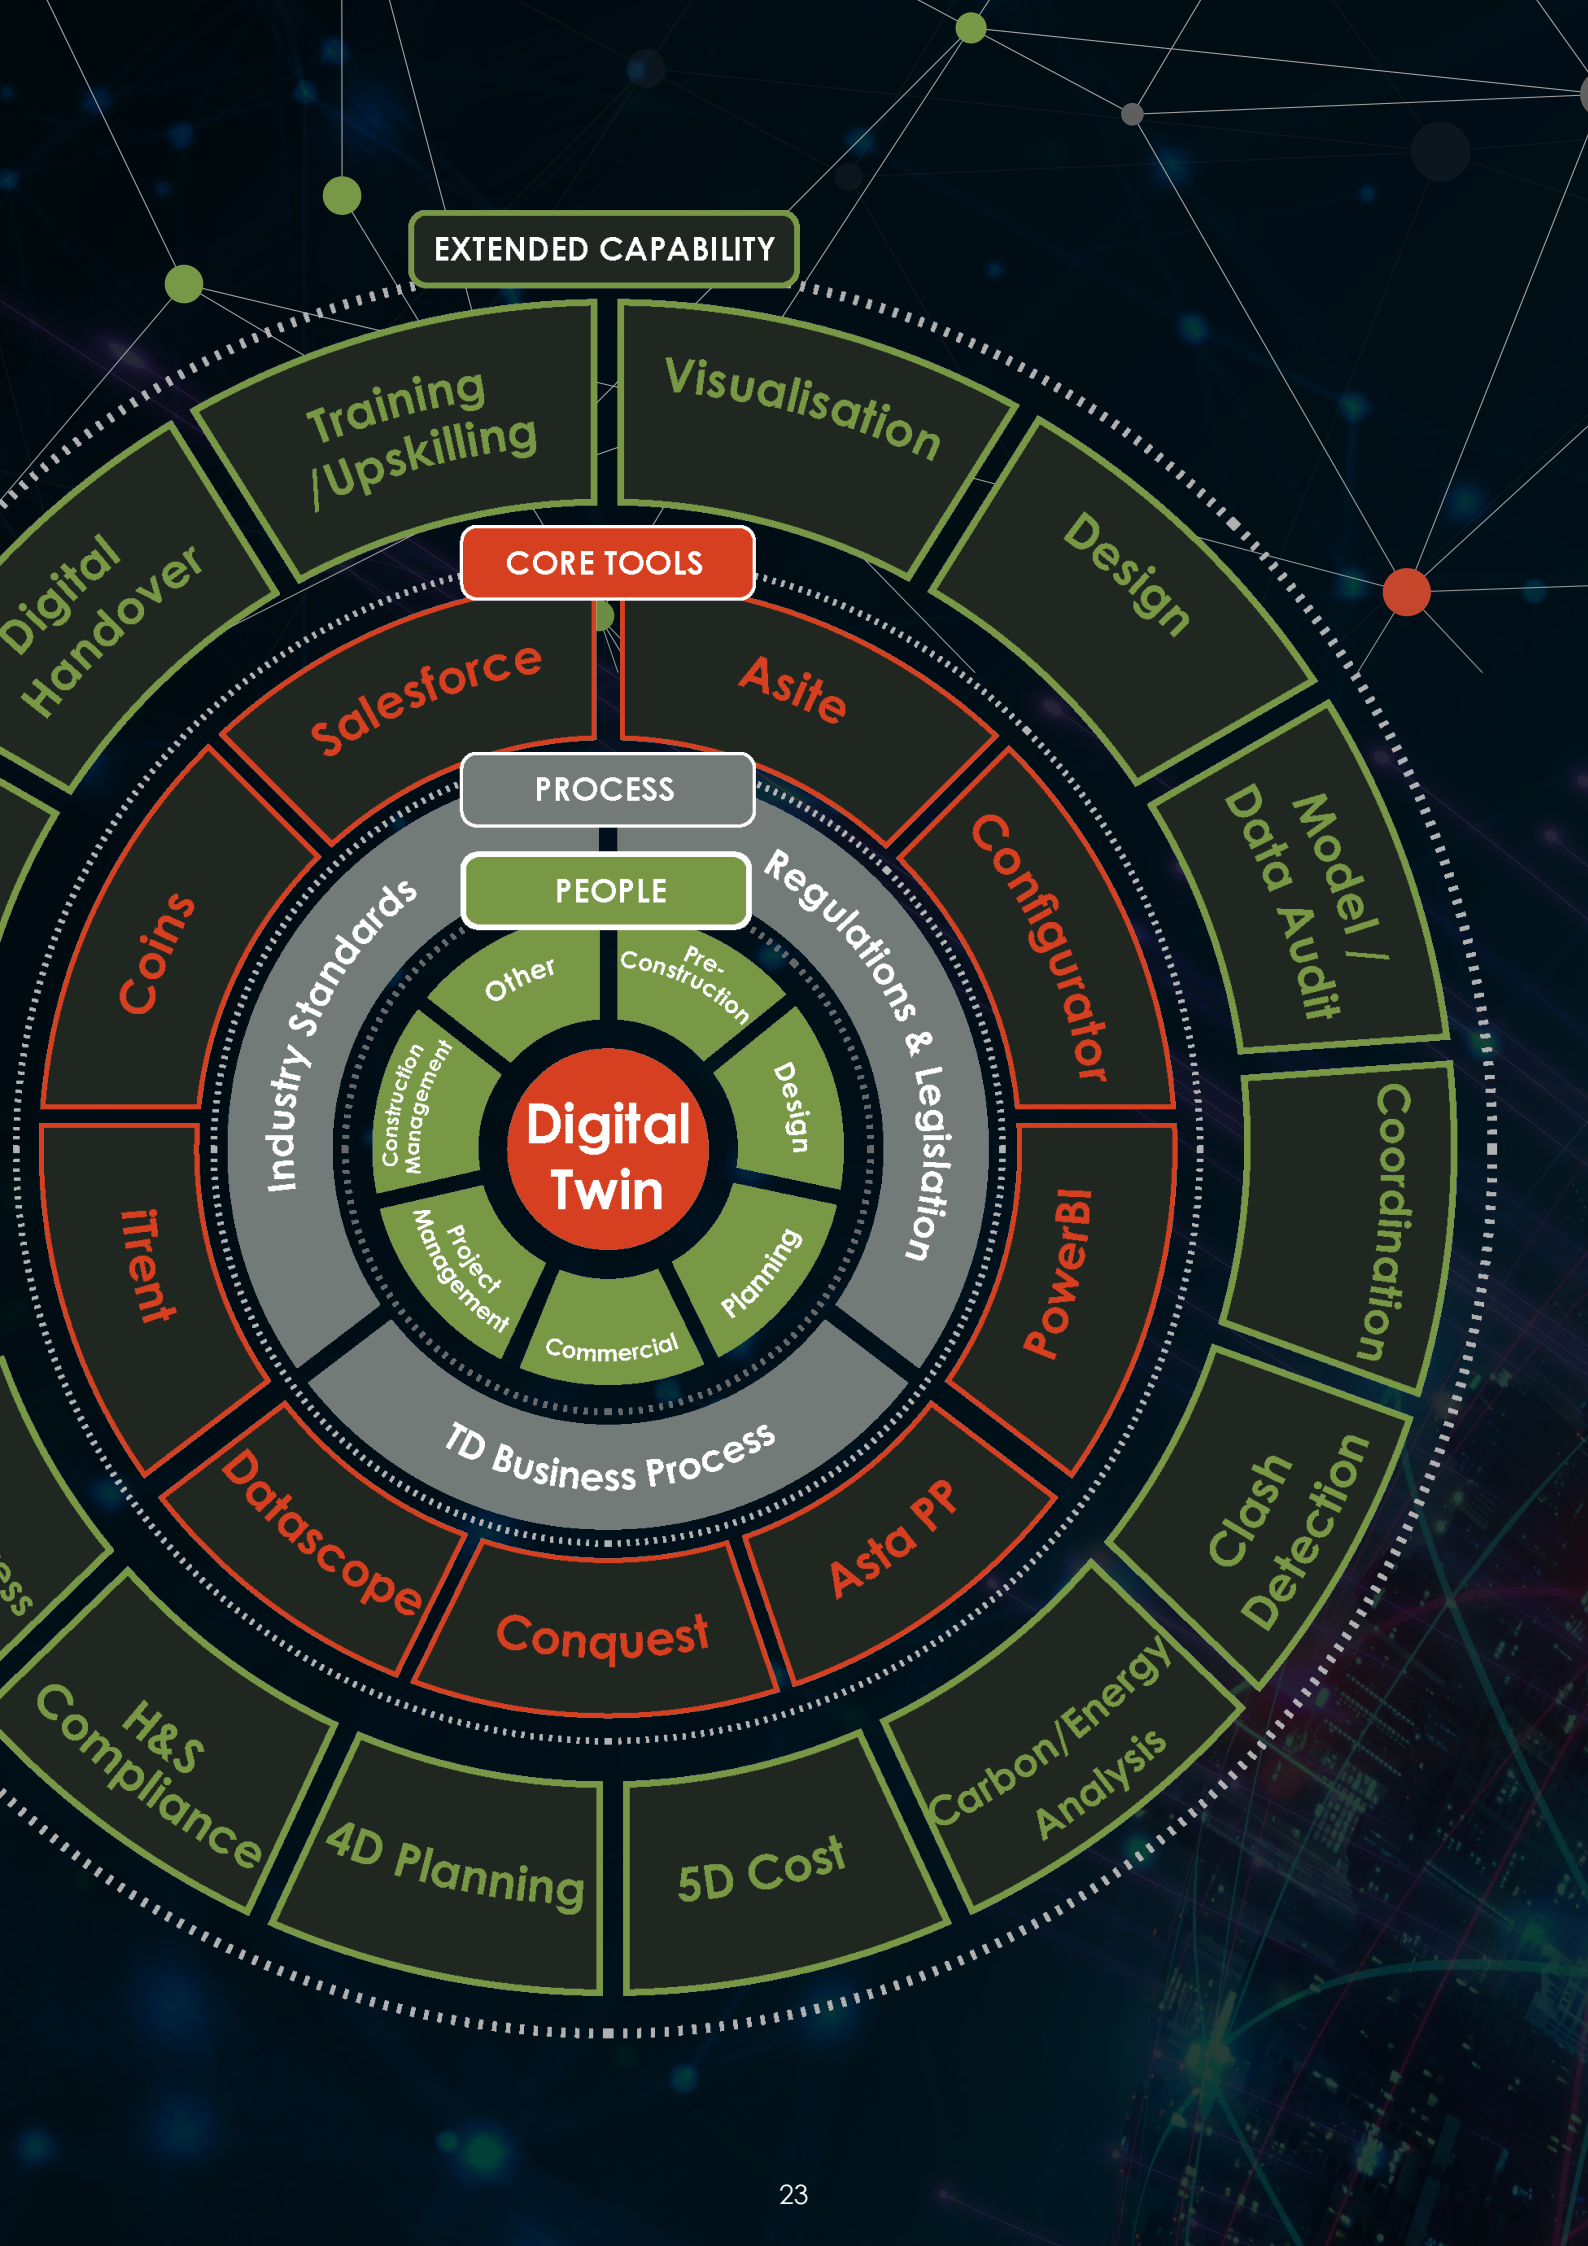 EXTENDED CAPABILITY
Training
/Upskilling
Visualisation
Design
Model /
Data Audit
Coordination
Clash
Detection
Carbon/Energy
Analysis
5D Cost
4D Planning
H&S
Compliance
Digital
Handover
CORE TOOLS
Salesforce
Asite
Configurator
PowerBI
Asta PP
Conquest
Datascope
iTrent
Coins
PROCESS
Industry Standards
Regulations & Legislation
TD Business Process
PEOPLE
Other
Pre-
Construction
Design
Planning
Commercial
Project
Management
Construction
Management
Digital
Twin
23